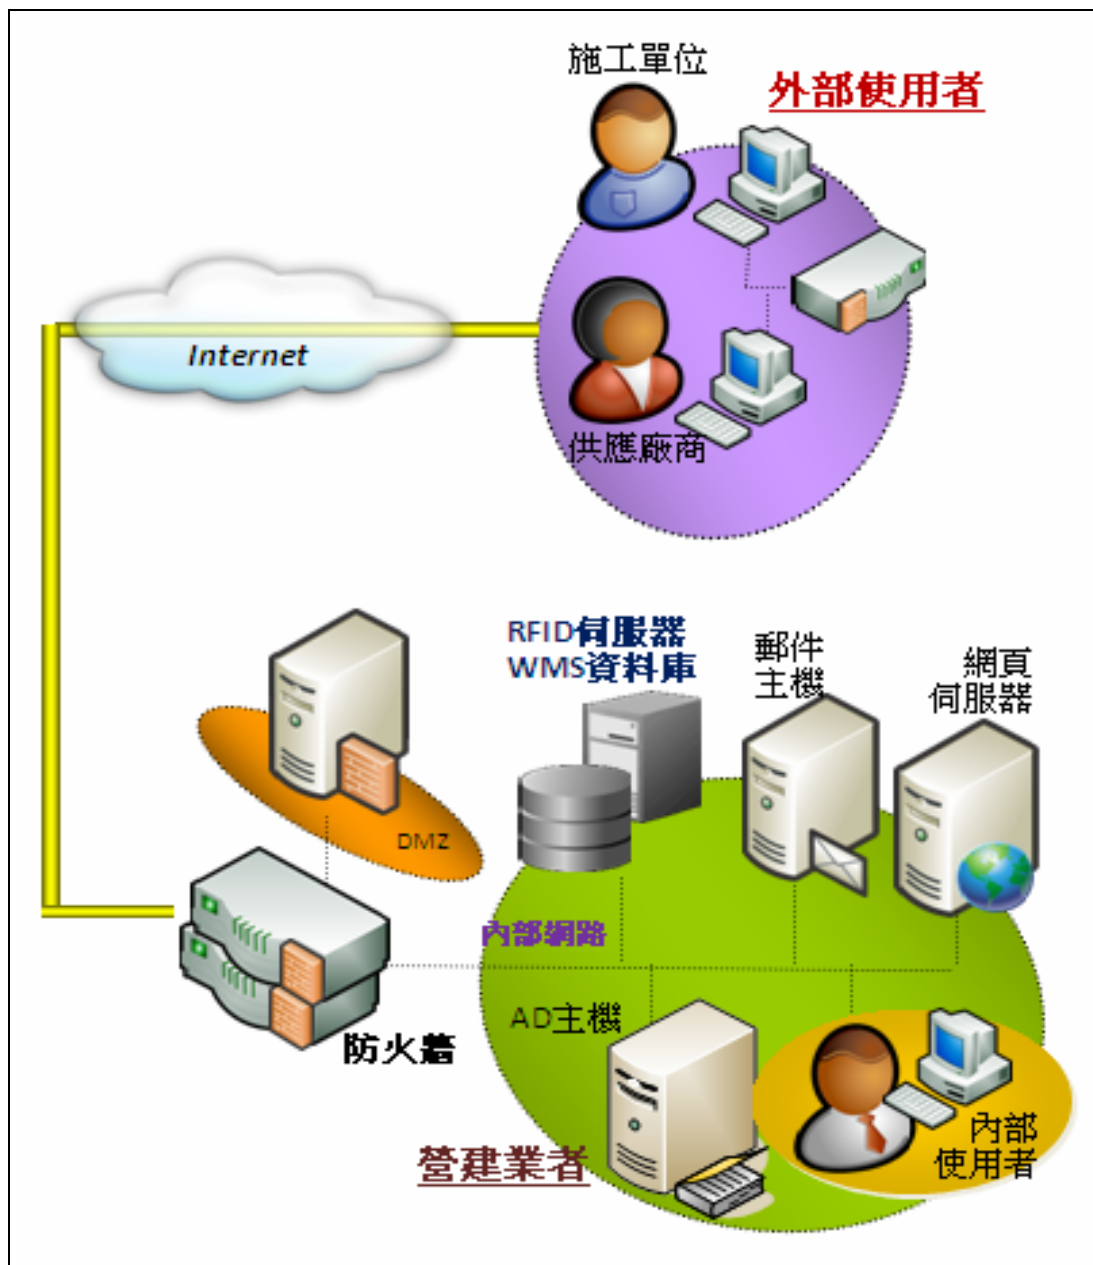 施工單位
外部使用者
Internet
供應廠商
RFID伺服器
WMS資料庫
郵件
主機
網頁
伺服器
DMZ
內部網路
AD主機
防火牆
營建業者
內部
使用者